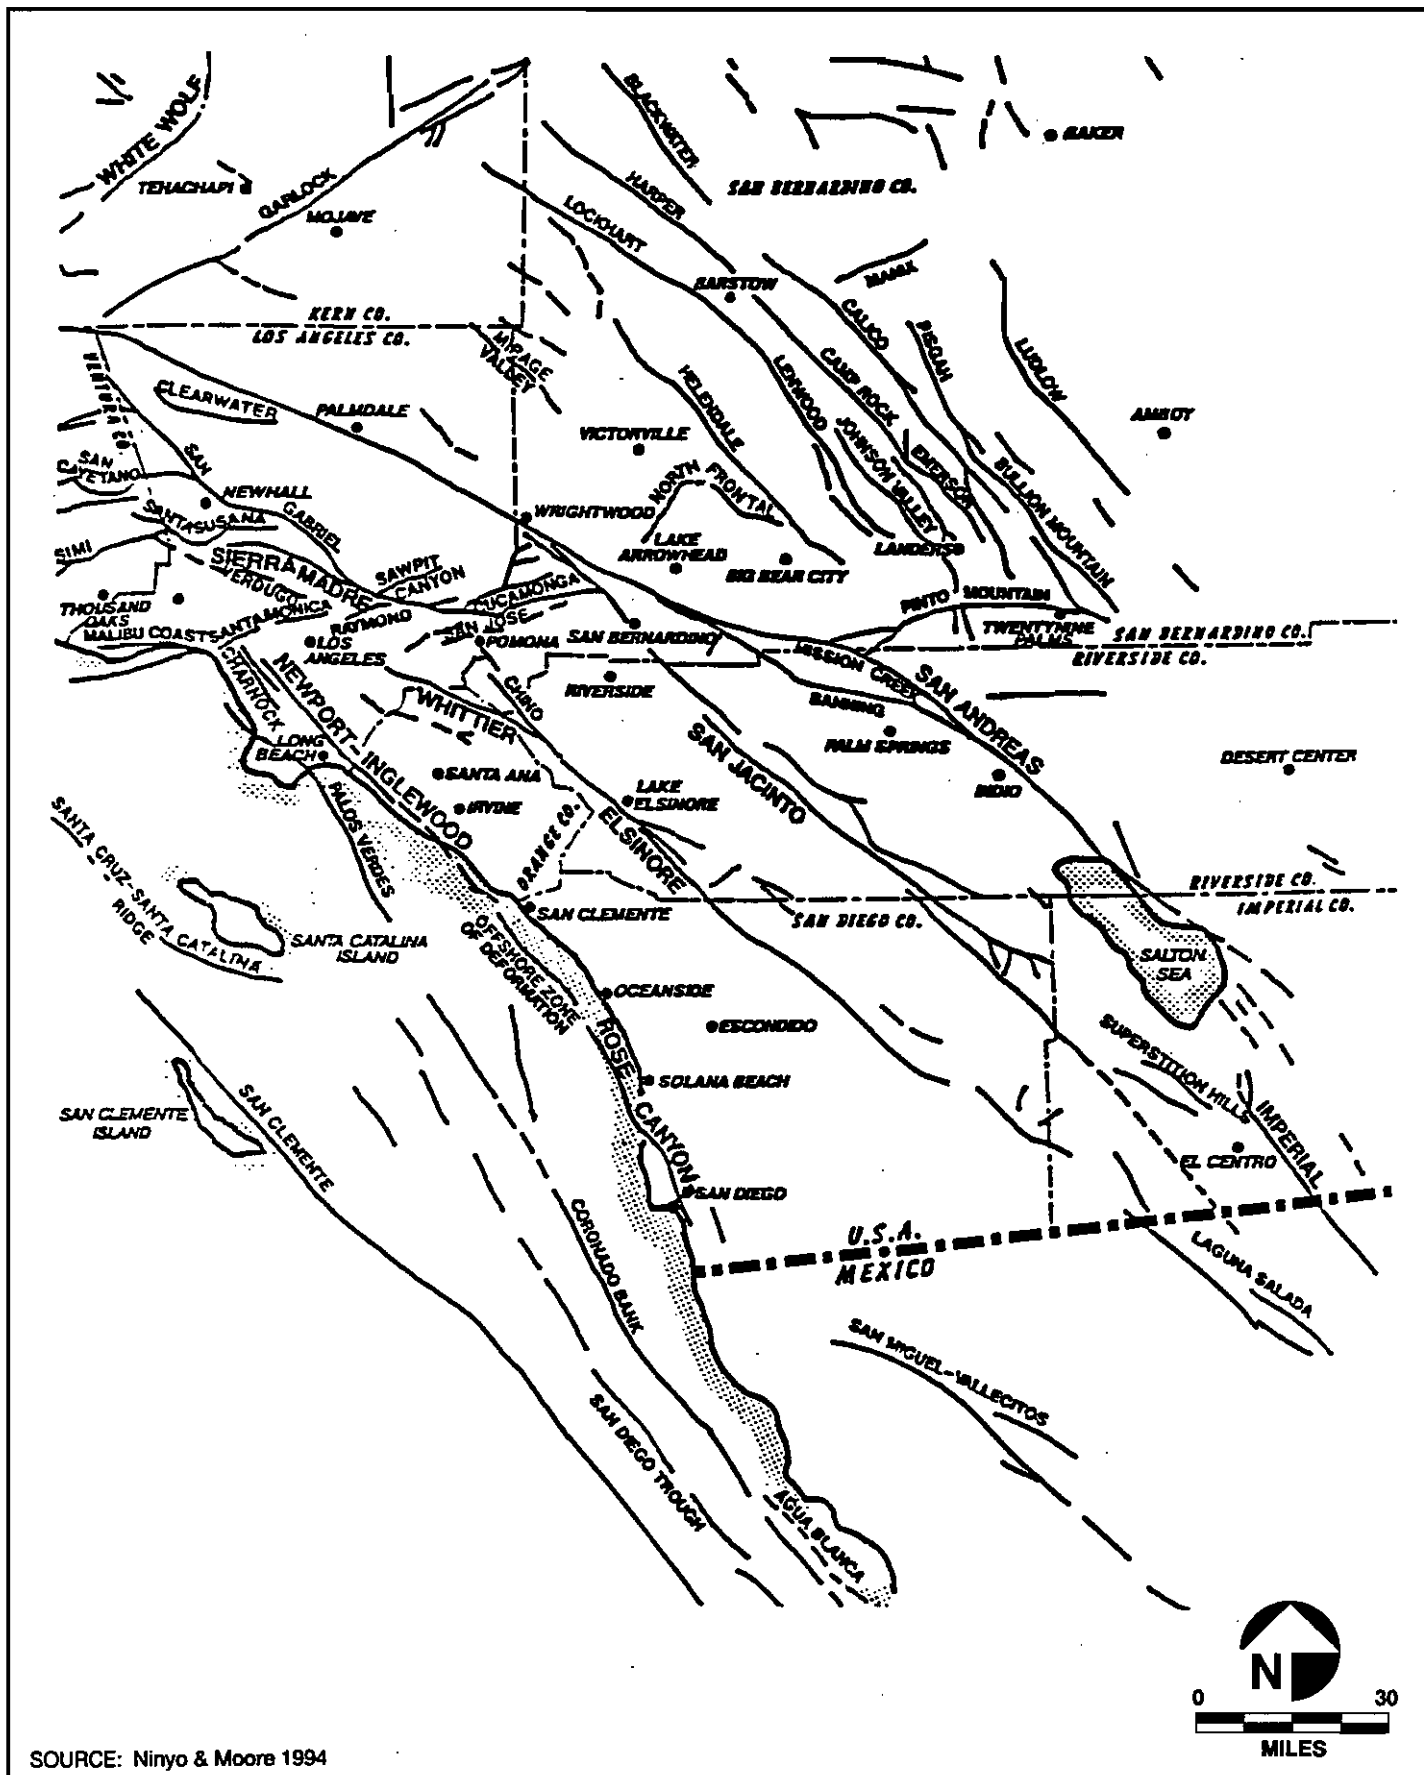 WHITE WOLF
TEHACHAPI
GARLOCK
MOJAVE
BLACKWATER
BAKER
SAN BERNARDINO CO.
HARPER
LOCKHART
BARSTOW
MANIX
KERN CO.
LOS ANGELES CO.
VENTURA CO.
MIRAGE
VALLEY
CALICO
PISGAH
LUDLOW
CAMP ROCK
LENWOOD
HELENDALE
CLEARWATER
PALMDALE
VICTORVILLE
AMBOY
JOHNSON VALLEY
EMERSON
BULLION MOUNTAIN
SAN
CAYETANO
SAN
GABRIEL
NEWHALL
SANTA SUSANA
SIMI
NORTH FRONTAL
WRIGHTWOOD
LAKE
ARROWHEAD
BIG BEAR CITY
LANDERS
SIERRA MADRE
VERDUGO
SAWPIT
CANYON
CUCAMONGA
THOUSAND
OAKS
SANTA MONICA
RAYMOND
SAN JOSE
PINTO MOUNTAIN
TWENTYNINE
PALMS
MALIBU COAST
LOS
ANGELES
POMONA
SAN BERNARDINO
SAN BERNARDINO CO.
RIVERSIDE CO.
CHARNOCK
NEWPORT-INGLEWOOD
WHITTIER
CHINO
RIVERSIDE
MISSION CREEK
BANNING
SAN ANDREAS
PALM SPRINGS
SAN JACINTO
LONG
BEACH
SANTA ANA
IRVINE
LAKE
ELSINORE
ELSINORE
INDIO
DESERT CENTER
PALOS VERDES
ORANGE CO.
SANTA CRUZ-SANTA CATALINA
RIDGE
SAN CLEMENTE
SAN DIEGO CO.
RIVERSIDE CO.
IMPERIAL CO.
SANTA CATALINA
ISLAND
OFFSHORE ZONE
OF DEFORMATION
SALTON
SEA
OCEANSIDE
ESCONDIDO
ROSE CANYON
SUPERSTITION HILLS
SOLANA BEACH
SAN CLEMENTE
ISLAND
SAN CLEMENTE
IMPERIAL
EL CENTRO
SAN DIEGO
CORONADO BANK
U.S.A.
MEXICO
LAGUNA SALADA
SAN MIGUEL-VALLECITOS
SAN DIEGO TROUGH
AGUA BLANCA
N
0 30
MILES
SOURCE: Ninyo & Moore 1994